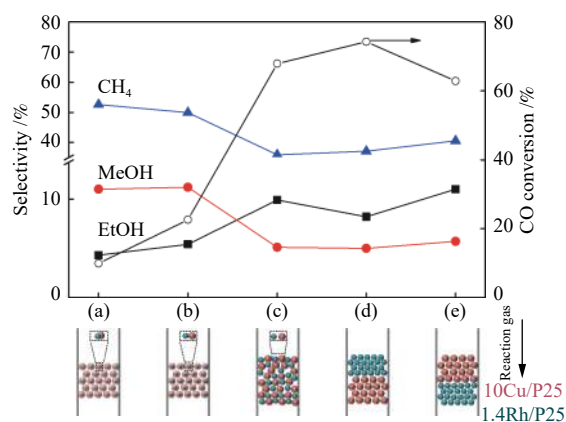 80
70
60
50
40
10
0
Selectivity /%
CH₄
MeOH
EtOH
80
60
40
20
0
CO conversion /%
(a) (b) (c) (d) (e)
Reaction gas
10Cu/P25
1.4Rh/P25